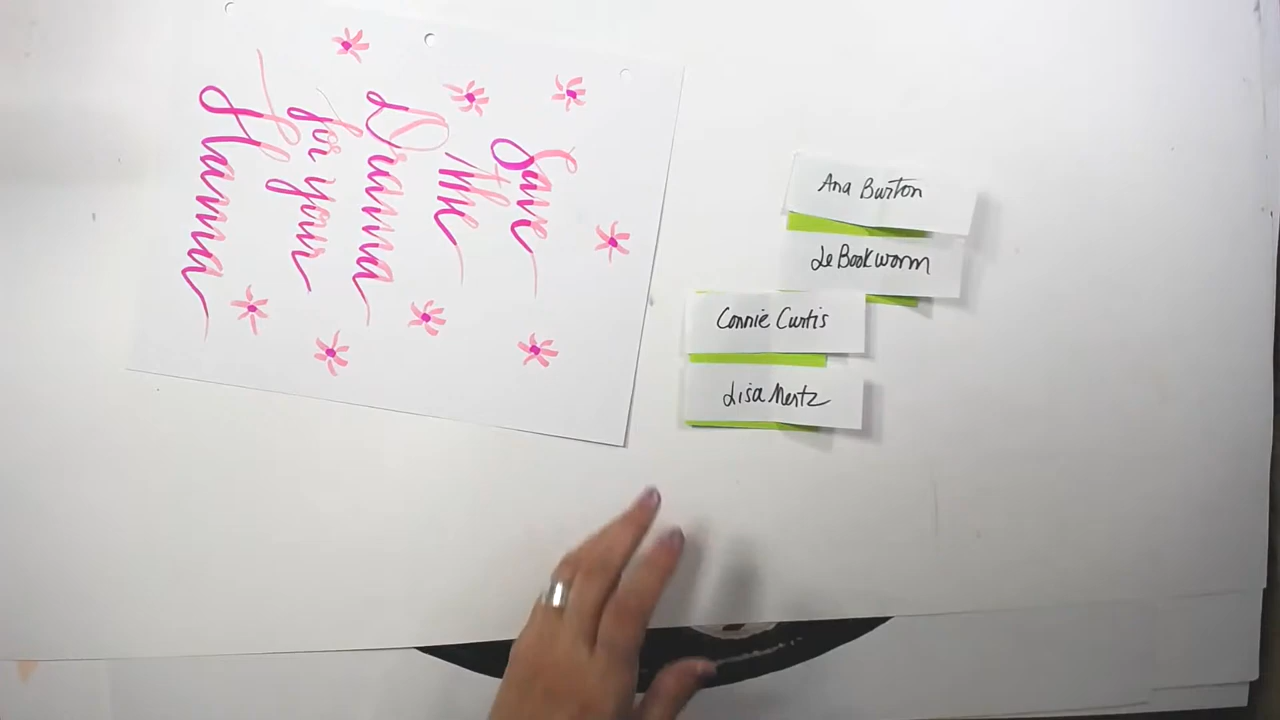 Save
The
Drama
for your
Llama
Ana Burton
Le Bookworm
Connie Curtis
Lisa Mertz